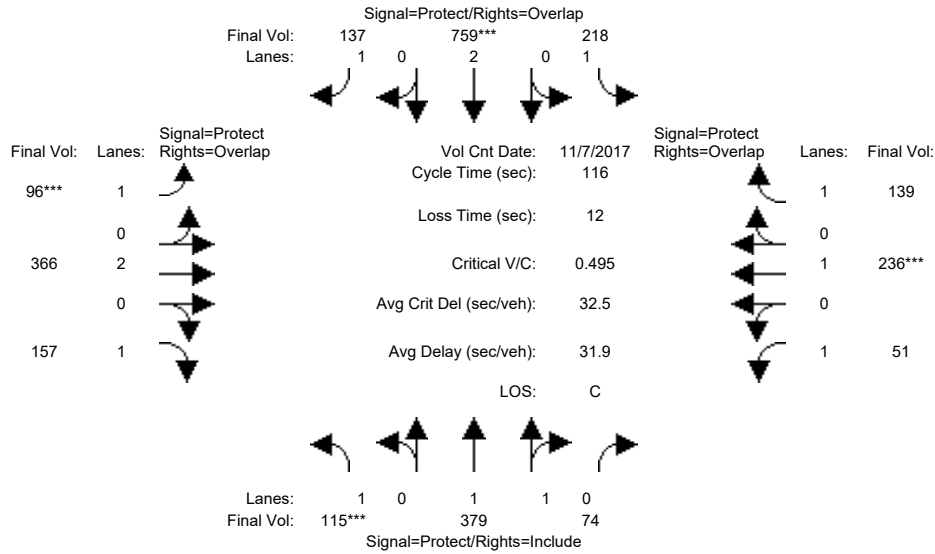 Signal=Protect/Rights=Overlap
Final Vol: 137 759*** 218
Lanes: 1 0 2 0 1
Signal=Protect Signal=Protect
Final Vol: Lanes: Rights=Overlap Vol Cnt Date: 11/7/2017 Rights=Overlap Lanes: Final Vol:
Cycle Time (sec): 116
96*** 1 1 139
Loss Time (sec): 12
0 0
366 2 Critical V/C: 0.495 1 236***
0 Avg Crit Del (sec/veh): 32.5 0
157 1 Avg Delay (sec/veh): 31.9 1 51
LOS: C
Lanes: 1 0 1 1 0
Final Vol: 115*** 379 74
Signal=Protect/Rights=Include